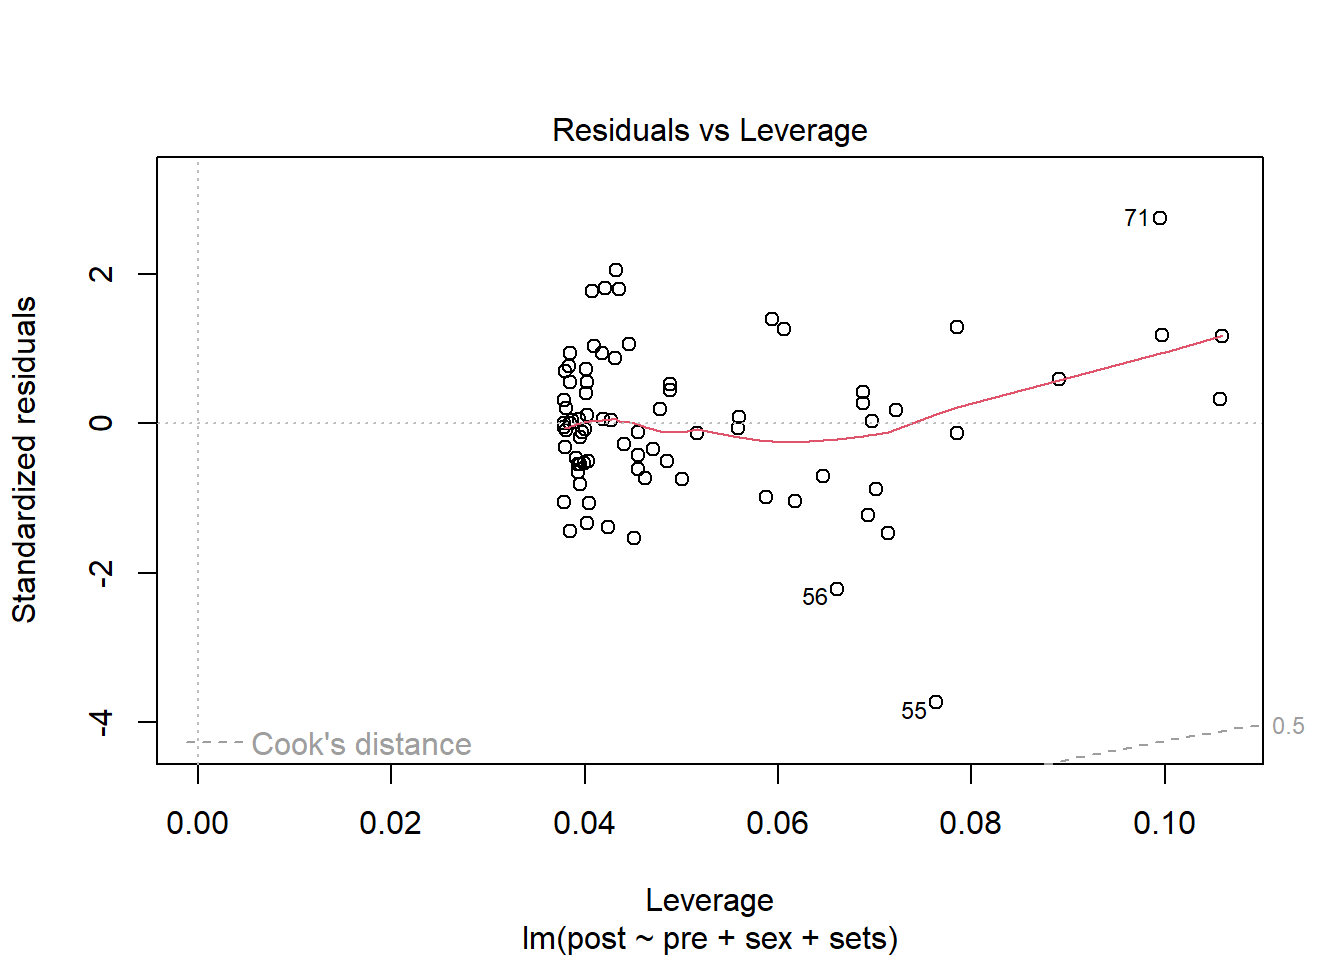 Residuals vs Leverage
Standardized residuals
2
0
-2
-4
71
56
55
Cook's distance
0.5
0.00 0.02 0.04 0.06 0.08 0.10
Leverage
lm(post ~ pre + sex + sets)